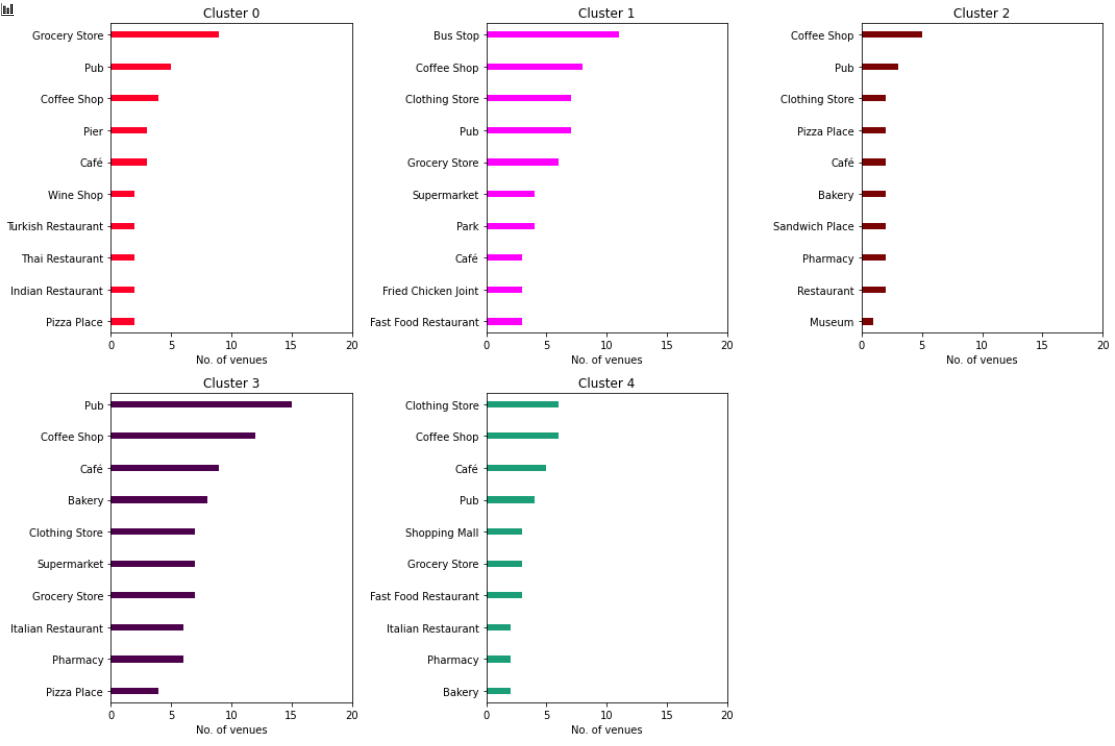 Cluster 0
Grocery Store
Pub
Coffee Shop
Pier
Café
Wine Shop
Turkish Restaurant
Thai Restaurant
Indian Restaurant
Pizza Place
0 5 10 15 20
No. of venues
Cluster 1
Bus Stop
Coffee Shop
Clothing Store
Pub
Grocery Store
Supermarket
Park
Café
Fried Chicken Joint
Fast Food Restaurant
0 5 10 15 20
No. of venues
Cluster 2
Coffee Shop
Pub
Clothing Store
Pizza Place
Café
Bakery
Sandwich Place
Pharmacy
Restaurant
Museum
0 5 10 15 20
No. of venues
Cluster 3
Pub
Coffee Shop
Café
Bakery
Clothing Store
Supermarket
Grocery Store
Italian Restaurant
Pharmacy
Pizza Place
0 5 10 15 20
No. of venues
Cluster 4
Clothing Store
Coffee Shop
Café
Pub
Shopping Mall
Grocery Store
Fast Food Restaurant
Italian Restaurant
Pharmacy
Bakery
0 5 10 15 20
No. of venues